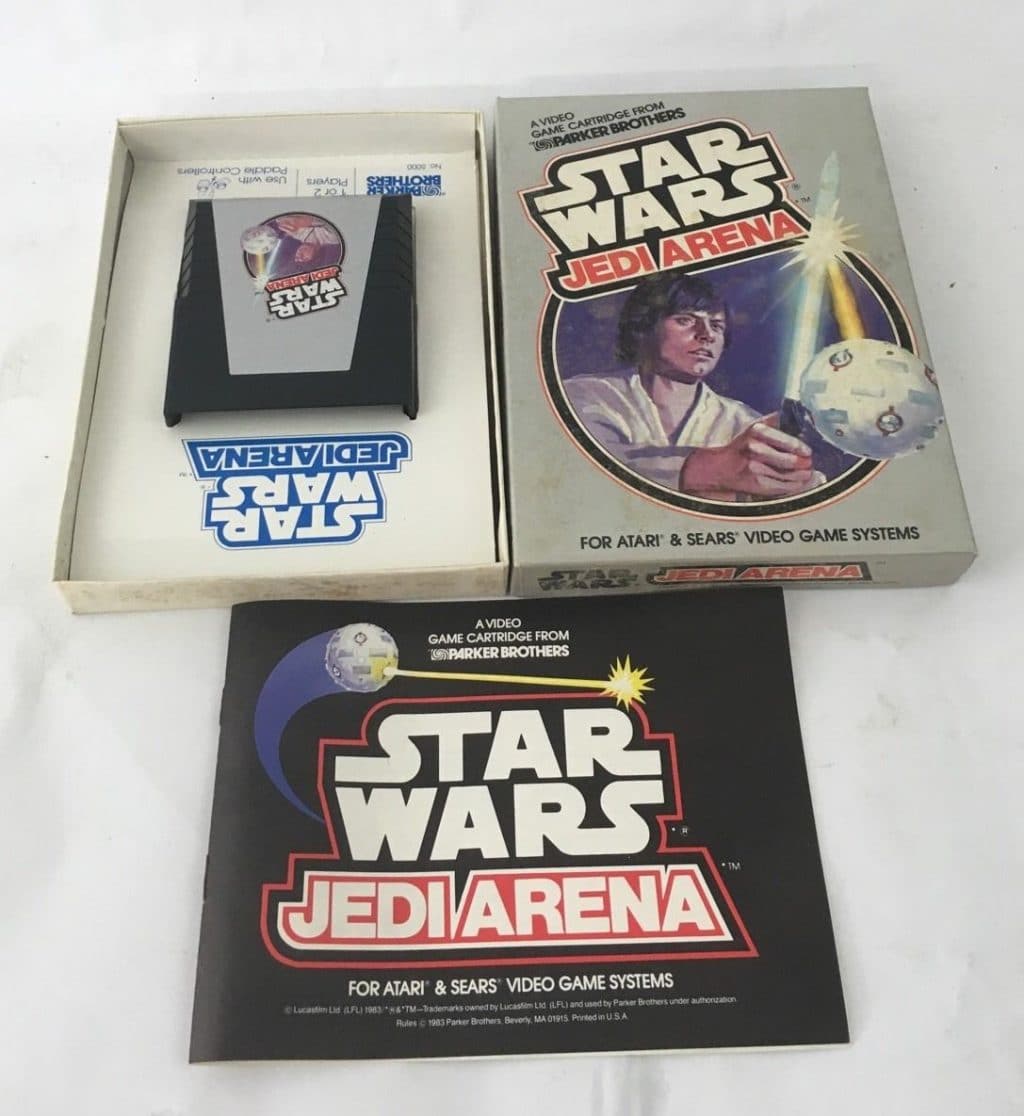 No. 5000
PARKER BROTHERS
1 or 2 Players
Use with Paddle Controllers
STAR WARS
JEDI ARENA
STAR
WARS
JEDI ARENA
A VIDEO
GAME CARTRIDGE FROM
PARKER BROTHERS
STAR
WARS
JEDI ARENA
FOR ATARI® & SEARS® VIDEO GAME SYSTEMS
STAR WARS JEDI ARENA
A VIDEO
GAME CARTRIDGE FROM
PARKER BROTHERS
STAR
WARS
JEDI ARENA
FOR ATARI® & SEARS® VIDEO GAME SYSTEMS
© Lucasfilm Ltd. (LFL) 1983. *®&*TM—Trademarks owned by Lucasfilm Ltd. (LFL) and used by Parker Brothers under authorization.
Rules © 1983 Parker Brothers, Beverly, MA 01915. Printed in U.S.A.